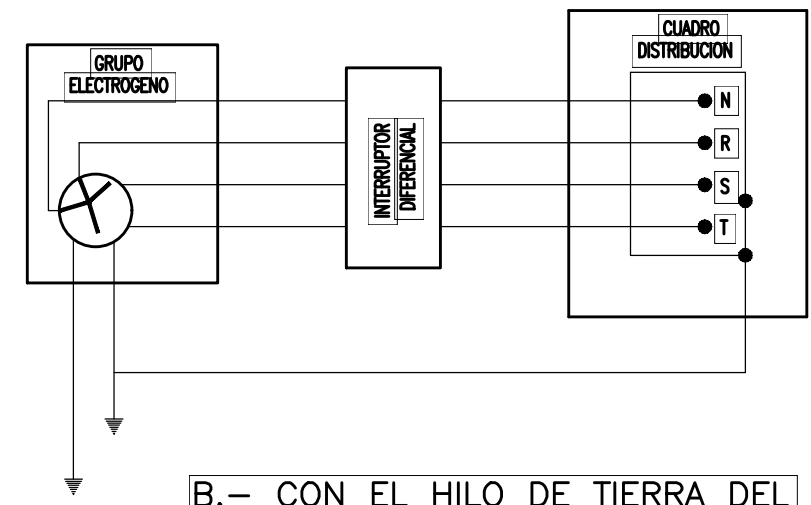 GRUPO
ELECTROGENO
INTERRUPTOR
DIFERENCIAL
CUADRO
DISTRIBUCION
N
R
S
T
B.- CON EL HILO DE TIERRA DEL